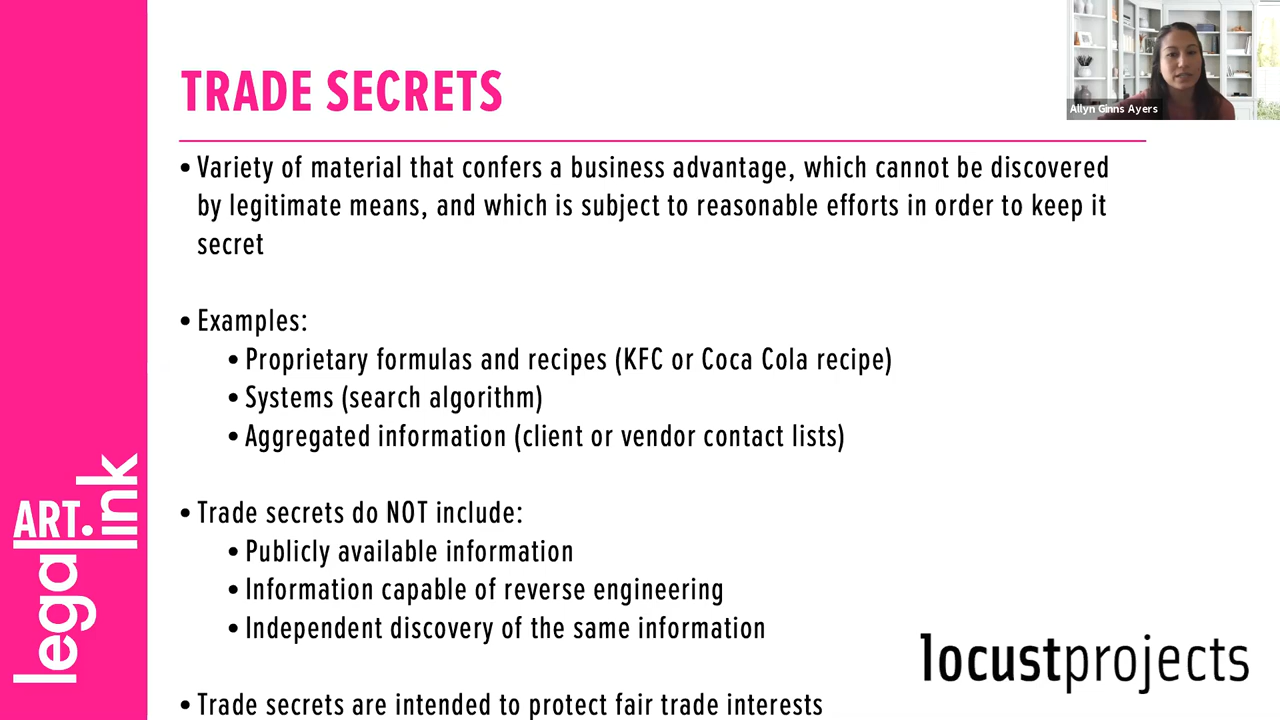 TRADE SECRETS
Allyn Ginns Ayers
• Variety of material that confers a business advantage, which cannot be discovered
by legitimate means, and which is subject to reasonable efforts in order to keep it
secret
• Examples:
• Proprietary formulas and recipes (KFC or Coca Cola recipe)
• Systems (search algorithm)
• Aggregated information (client or vendor contact lists)
• Trade secrets do NOT include:
• Publicly available information
• Information capable of reverse engineering
• Independent discovery of the same information
• Trade secrets are intended to protect fair trade interests
legal ART.link
locustprojects